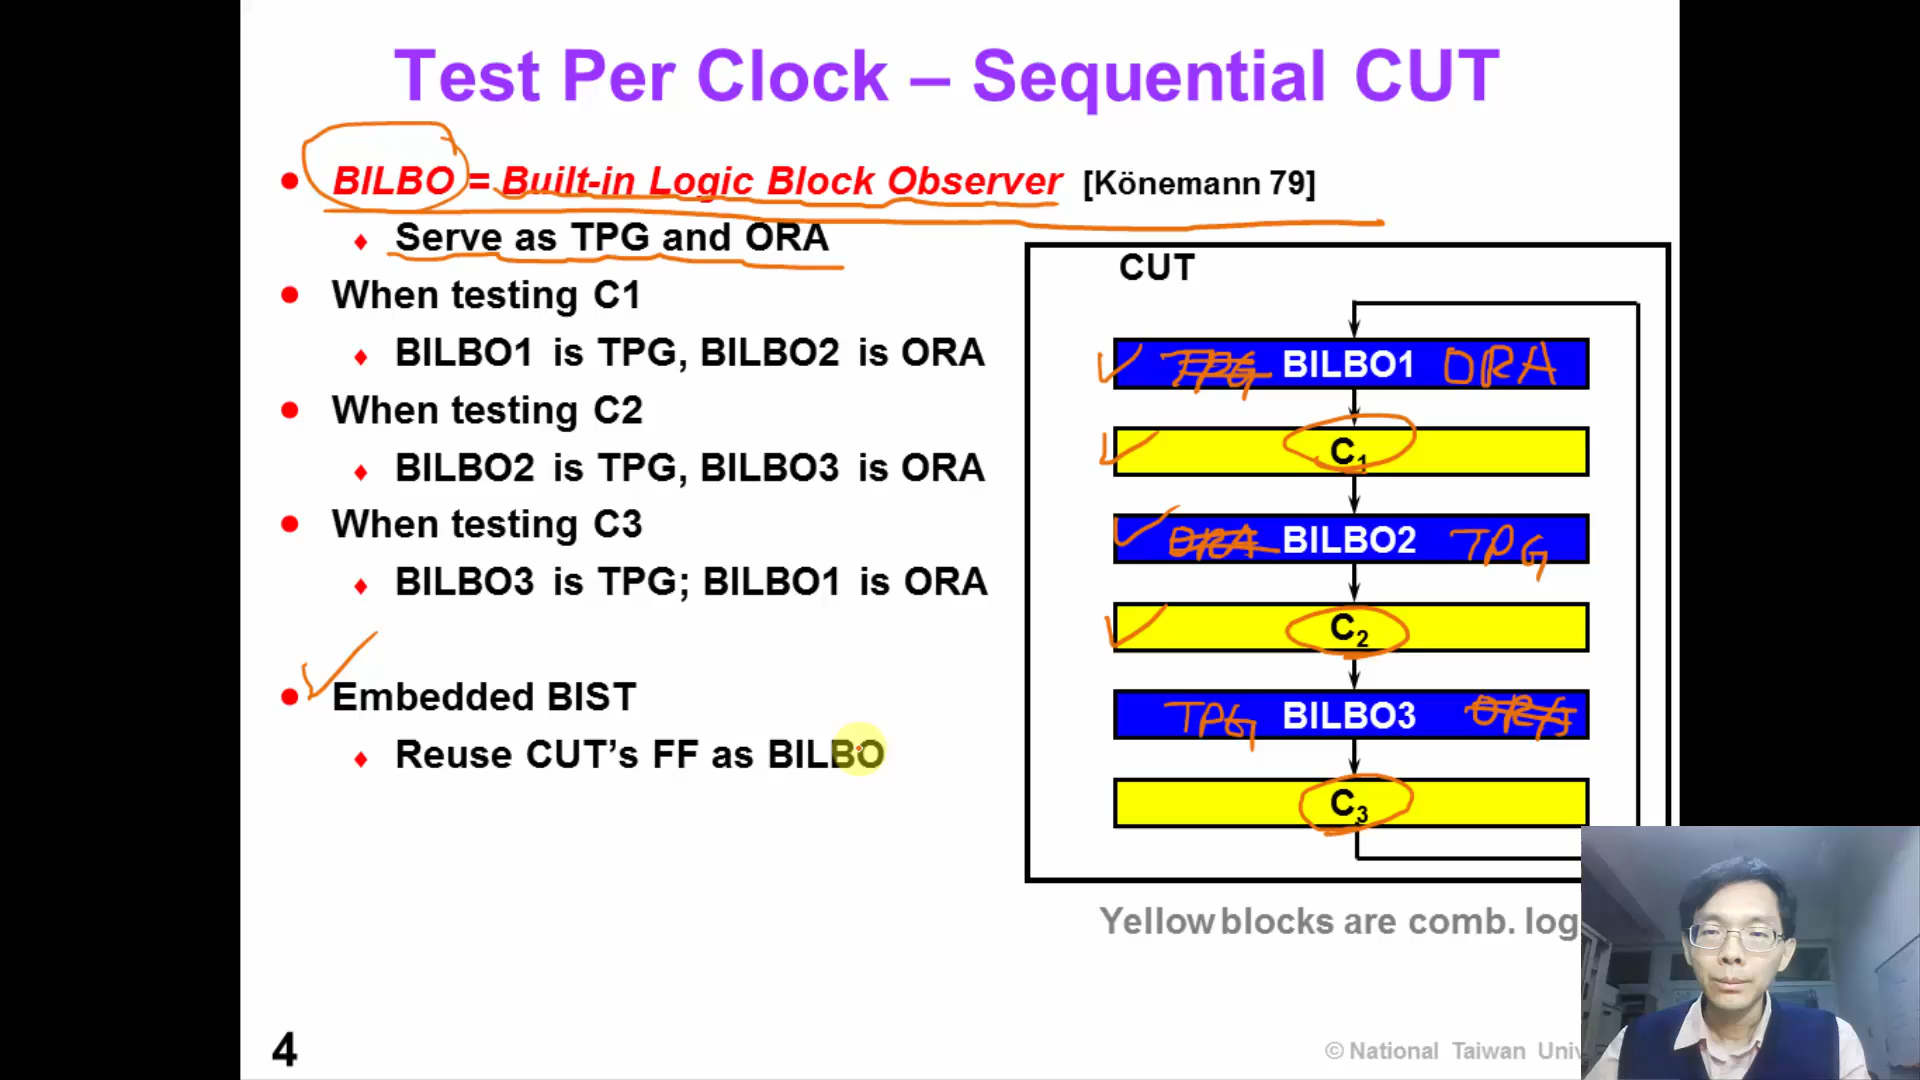 Test Per Clock – Sequential CUT
• BILBO = Built-in Logic Block Observer [Könemann 79]
♦ Serve as TPG and ORA
• When testing C1
♦ BILBO1 is TPG, BILBO2 is ORA
• When testing C2
♦ BILBO2 is TPG, BILBO3 is ORA
• When testing C3
♦ BILBO3 is TPG; BILBO1 is ORA
• Embedded BIST
♦ Reuse CUT’s FF as BILBO
CUT
TPG BILBO1 ORA
C1
ORA BILBO2 TPG
C2
TPG BILBO3 ORA
C3
Yellow blocks are comb.
4
© National Taiwan